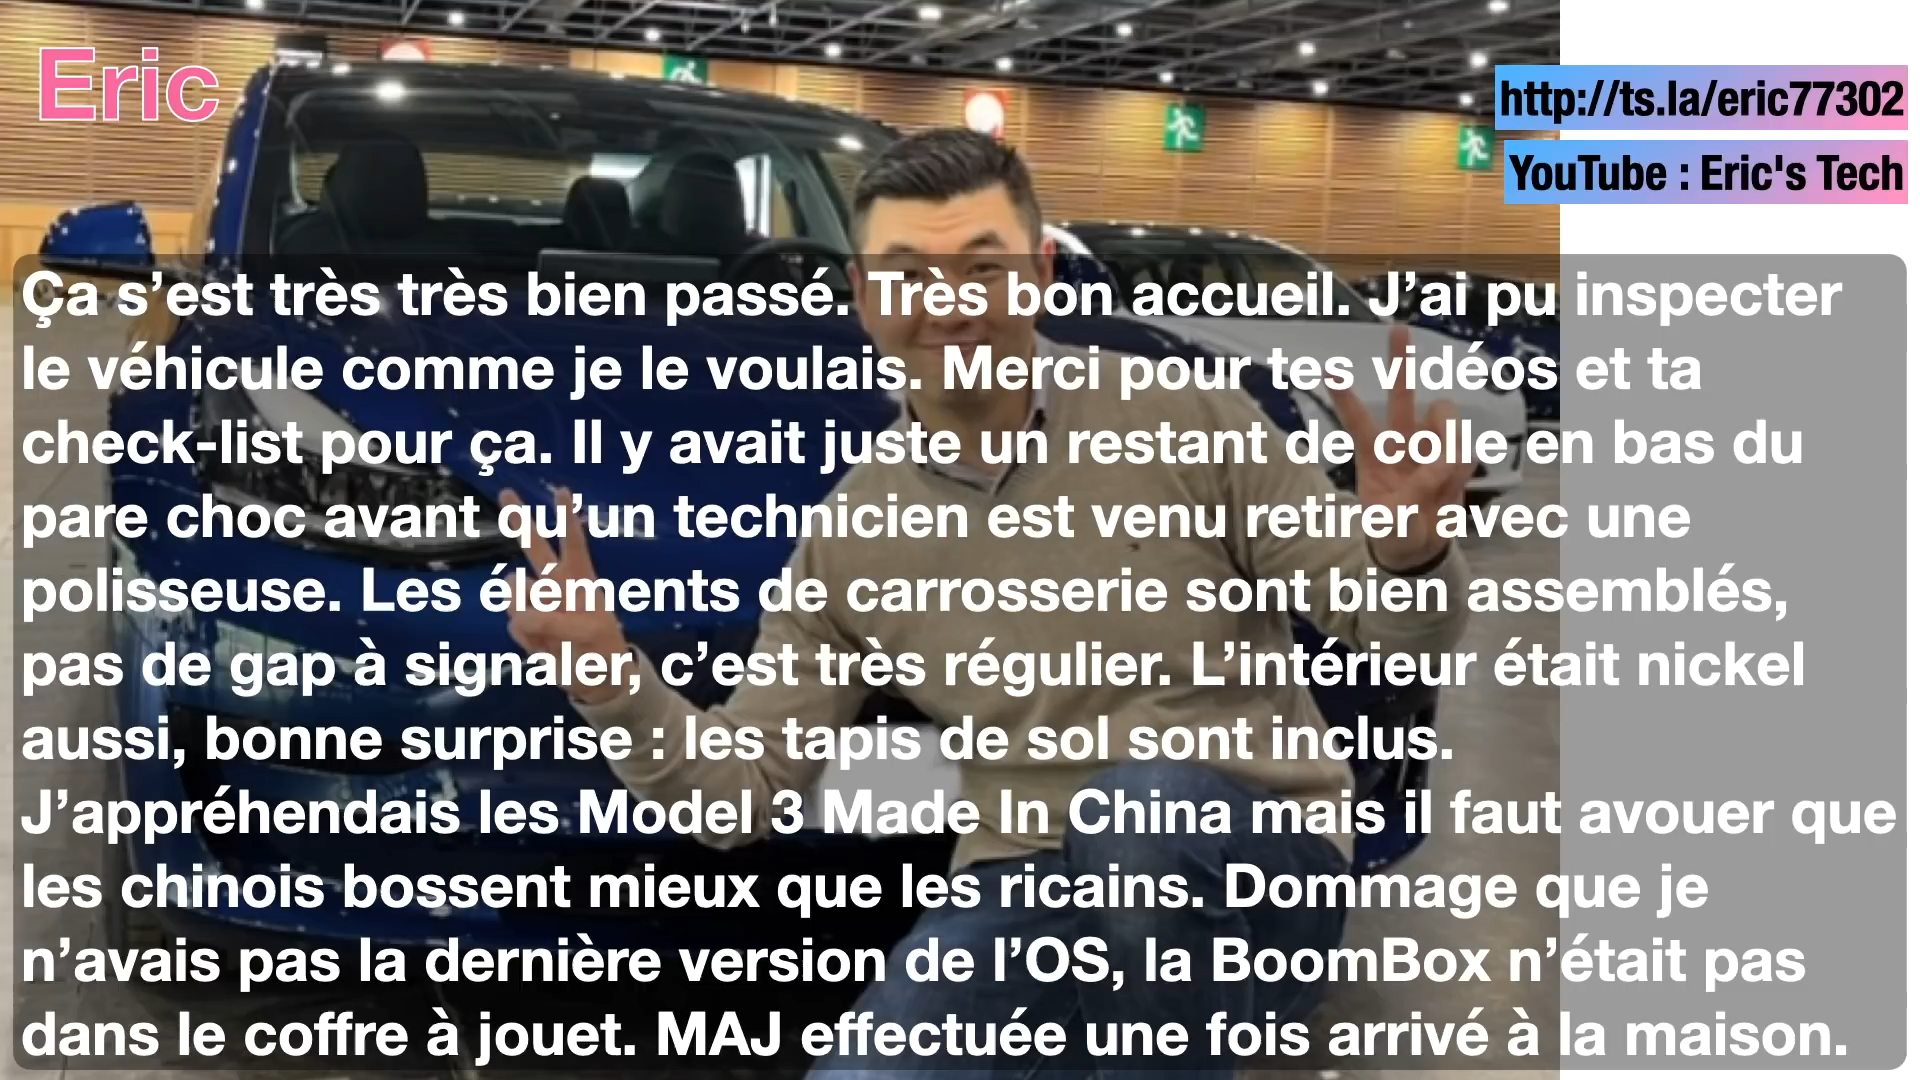 Eric
http://ts.la/eric77302
YouTube : Eric's Tech
Ça s’est très très bien passé. Très bon accueil. J’ai pu inspecter
le véhicule comme je le voulais. Merci pour tes vidéos et ta
check-list pour ça. Il y avait juste un restant de colle en bas du
pare choc avant qu’un technicien est venu retirer avec une
polisseuse. Les éléments de carrosserie sont bien assemblés,
pas de gap à signaler, c’est très régulier. L’intérieur était nickel
aussi, bonne surprise : les tapis de sol sont inclus.
J’appréhendais les Model 3 Made In China mais il faut avouer que
les chinois bossent mieux que les ricains. Dommage que je
n’avais pas la dernière version de l’OS, la BoomBox n’était pas
dans le coffre à jouet. MAJ effectuée une fois arrivé à la maison.